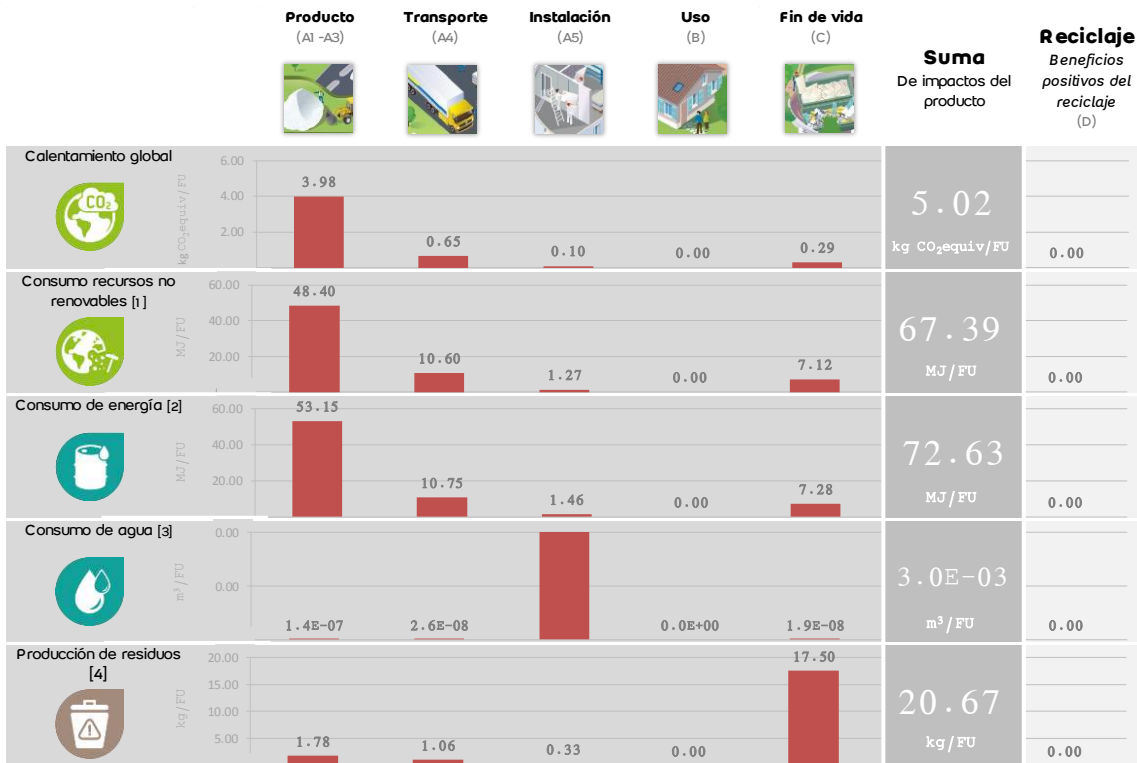 Producto
(A1 -A3)
Transporte
(A4)
Instalación
(A5)
Uso
(B)
Fin de vida
(C)
Suma
De impactos del
producto
Reciclaje
Beneficios
positivos del
reciclaje
(D)
Calentamiento global
CO₂
kg CO₂equiv/FU
6.00
4.00
2.00
3.98
0.65
0.10
0.00
0.29
5.02
kg CO₂equiv/FU
0.00
Consumo recursos no
renovables [1]
MJ/FU
60.00
40.00
20.00
-
48.40
10.60
1.27
0.00
7.12
67.39
MJ/FU
0.00
Consumo de energía [2]
MJ/FU
60.00
40.00
20.00
53.15
10.75
1.46
0.00
7.28
72.63
MJ/FU
0.00
Consumo de agua [3]
m³/FU
0.00
0.00
1.4E-07
2.6E-08
0.0E+00
1.9E-08
3.0E-03
m³/FU
0.00
Producción de residuos
[4]
kg/FU
20.00
15.00
10.00
5.00
1.78
1.06
0.33
0.00
17.50
20.67
kg/FU
0.00